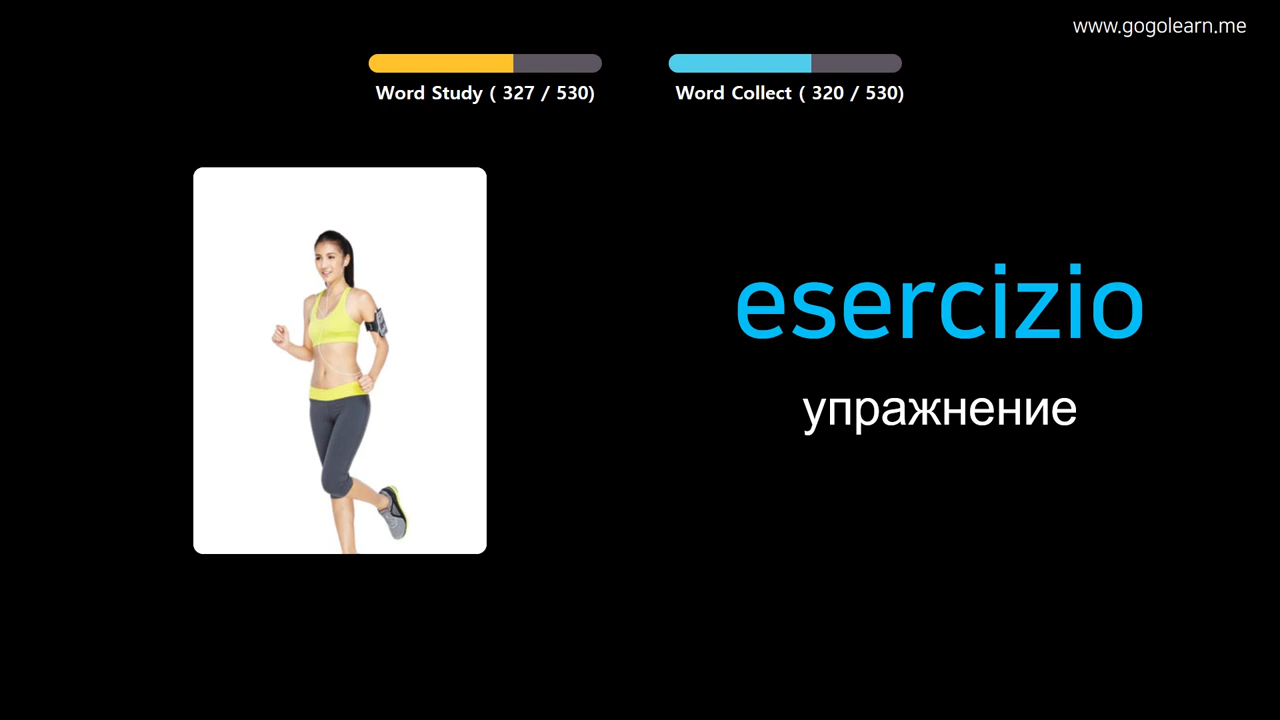 www.gogolearn.me
Word Study ( 327 / 530)
Word Collect ( 320 / 530)
esercizio
упражнение